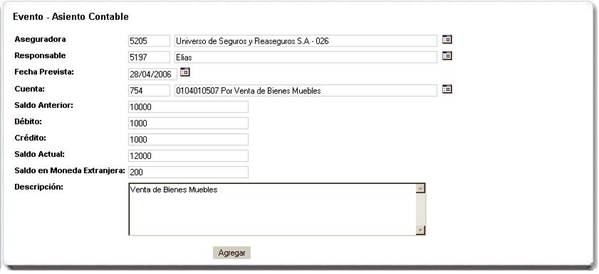 Evento - Asiento Contable
Aseguradora 5205 Universo de Seguros y Reaseguros S.A - 026
Responsable 5197 Elias
Fecha Prevista: 28/04/2006
Cuenta: 754 0104010507 Por Venta de Bienes Muebles
Saldo Anterior: 10000
Débito: 1000
Crédito: 1000
Saldo Actual: 12000
Saldo en Moneda Extranjera: 200
Descripción: Venta de Bienes Muebles
Agregar